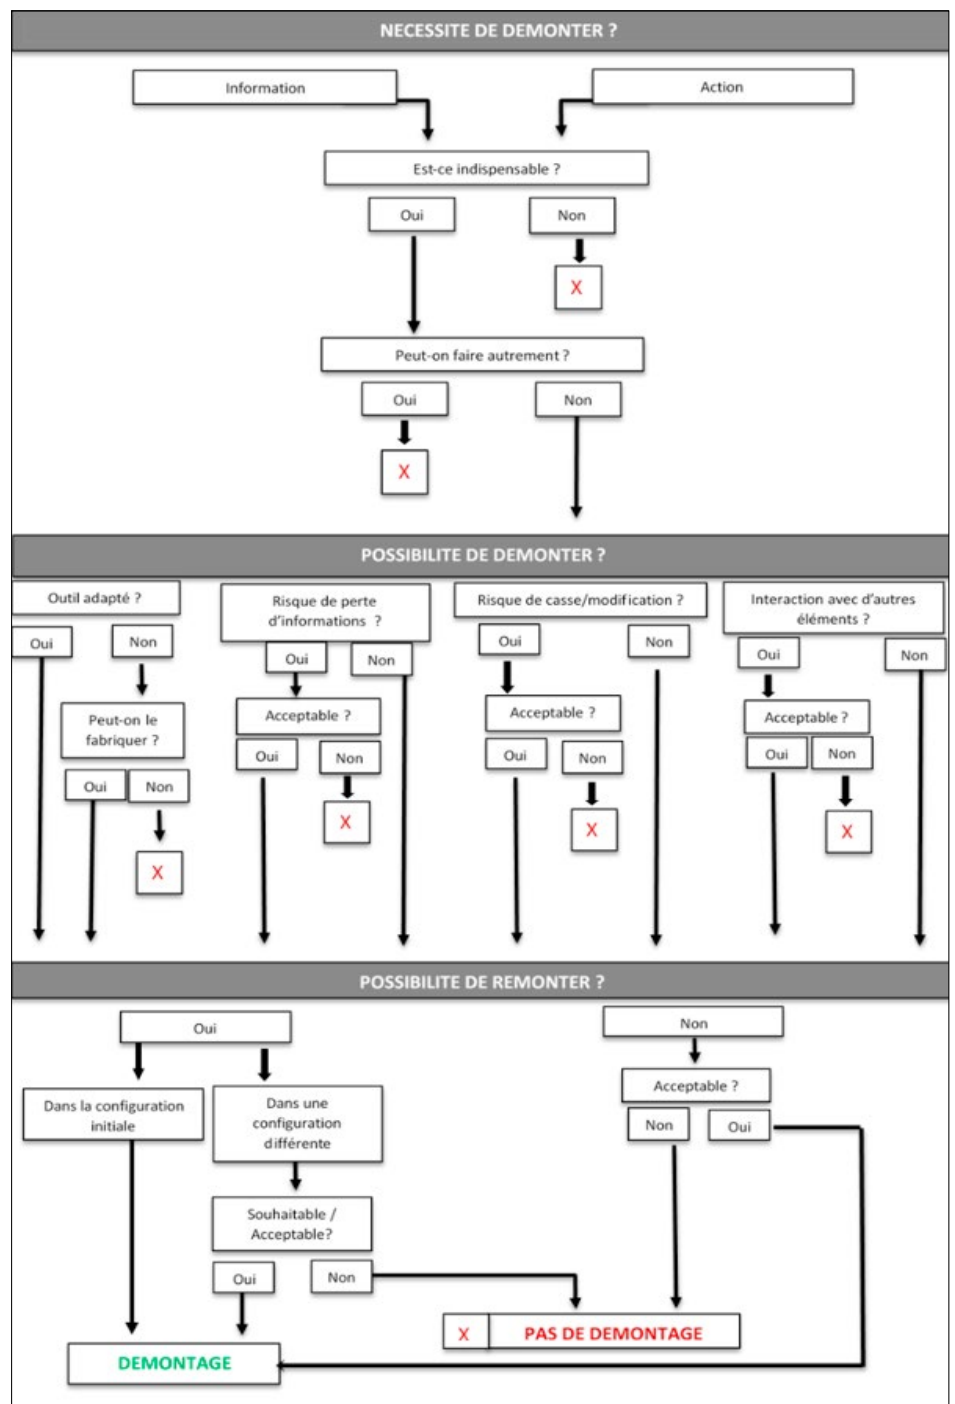 NECESSITE DE DEMONTER ?
Information
Action
Est-ce indispensable ?
Oui
Non
X
Peut-on faire autrement ?
Oui
Non
X
POSSIBILITE DE DEMONTER ?
Outil adapté ?
Oui
Non
Peut-on le
fabriquer ?
Oui
Non
X
Risque de perte
d'informations ?
Oui
Non
Acceptable ?
Oui
Non
X
Risque de casse/modification ?
Oui
Non
Acceptable ?
Oui
Non
X
Interaction avec d'autres
éléments ?
Oui
Non
Acceptable ?
Oui
Non
X
POSSIBILITE DE REMONTER ?
Oui
Dans la configuration
initiale
Dans une
configuration
différente
Souhaitable /
Acceptable?
Oui
Non
Non
Acceptable ?
Non
Oui
X
PAS DE DEMONTAGE
DEMONTAGE